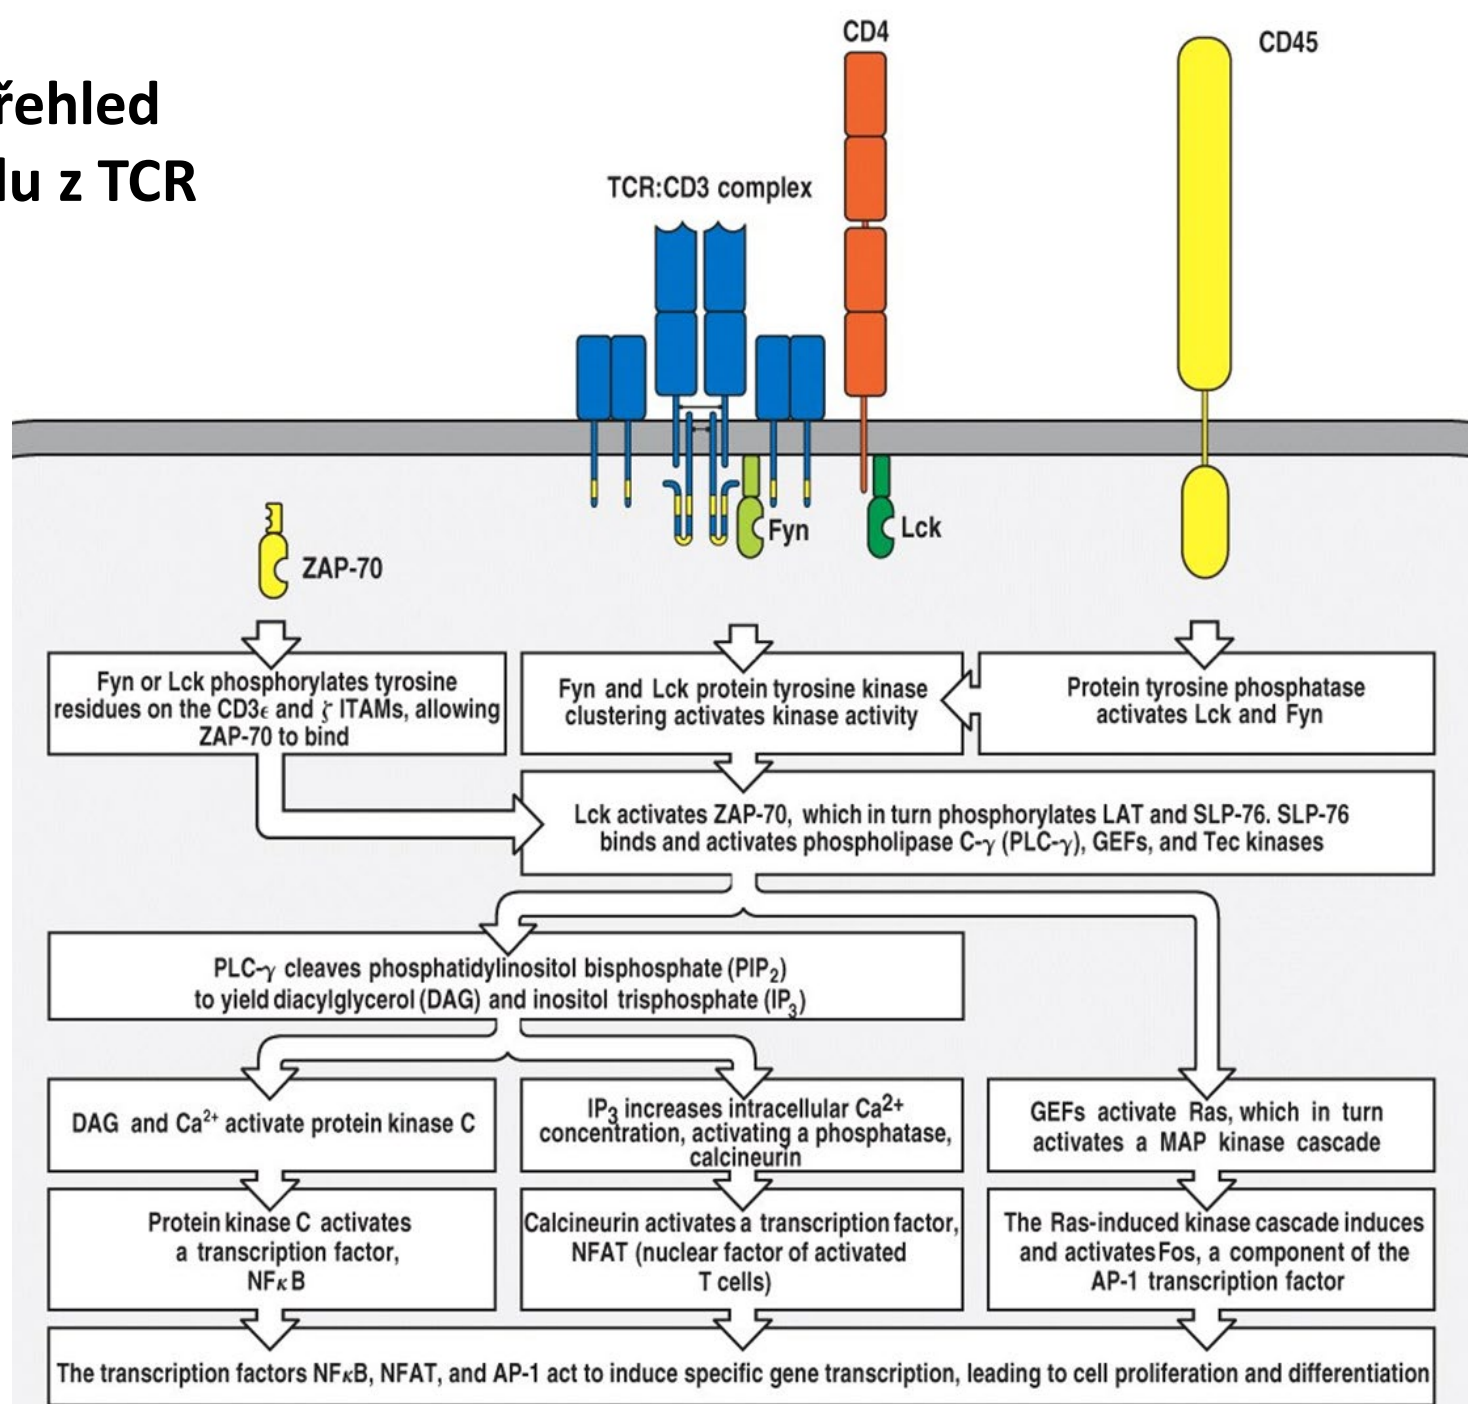 řehled
lu z TCR
CD4
CD45
TCR:CD3 complex
Fyn
Lck
ZAP-70
Fyn or Lck phosphorylates tyrosine
residues on the CD3ϵ and ζ ITAMs, allowing
ZAP-70 to bind
Fyn and Lck protein tyrosine kinase
clustering activates kinase activity
Protein tyrosine phosphatase
activates Lck and Fyn
Lck activates ZAP-70, which in turn phosphorylates LAT and SLP-76. SLP-76
binds and activates phospholipase C-γ (PLC-γ), GEFs, and Tec kinases
PLC-γ cleaves phosphatidylinositol bisphosphate (PIP₂)
to yield diacylglycerol (DAG) and inositol trisphosphate (IP₃)
DAG and Ca²⁺ activate protein kinase C
IP₃ increases intracellular Ca²⁺
concentration, activating a phosphatase,
calcineurin
GEFs activate Ras, which in turn
activates a MAP kinase cascade
Protein kinase C activates
a transcription factor,
NFκB
Calcineurin activates a transcription factor,
NFAT (nuclear factor of activated
T cells)
The Ras-induced kinase cascade induces
and activates Fos, a component of the
AP-1 transcription factor
The transcription factors NFκB, NFAT, and AP-1 act to induce specific gene transcription, leading to cell proliferation and differentiation